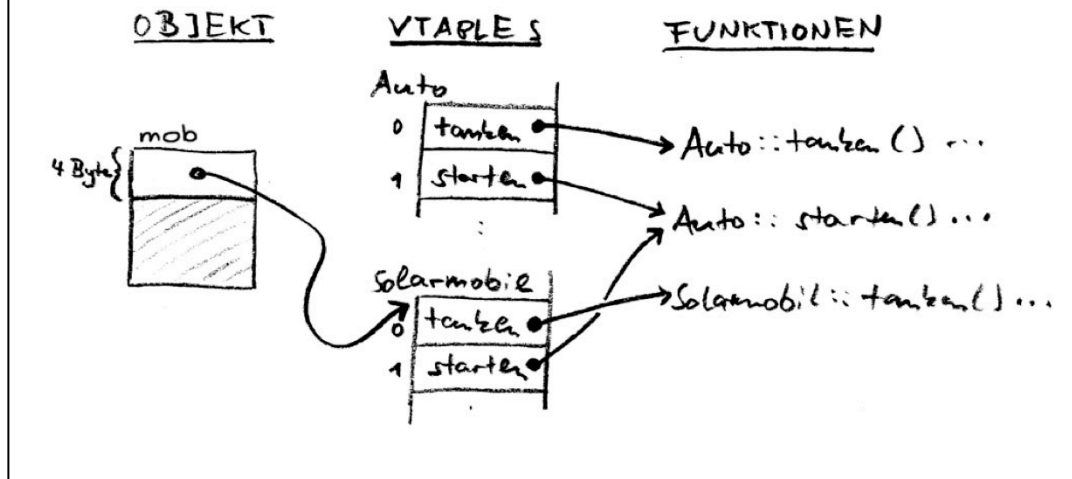 OBJEKT VTABLES FUNKTIONEN
Auto
mob
0 tanken Auto::tanken() ...
4 Byte
1 starten Auto::starten() ...
:
Solarmobil
0 tanken Solarmobil::tanken() ...
1 starten
.